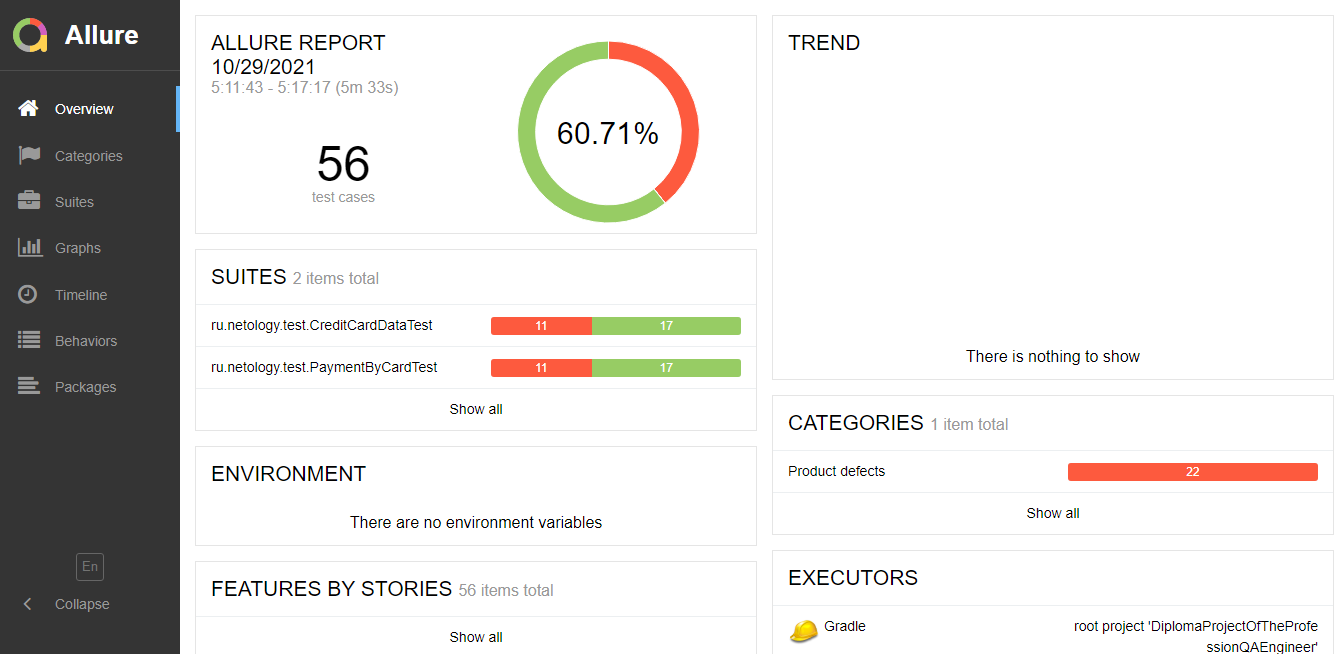 Allure
Overview
Categories
Suites
Graphs
Timeline
Behaviors
Packages
En
Collapse
ALLURE REPORT
10/29/2021
5:11:43 - 5:17:17 (5m 33s)
56
test cases
60.71%
SUITES 2 items total
ru.netology.test.CreditCardDataTest 11 17
ru.netology.test.PaymentByCardTest 11 17
Show all
ENVIRONMENT
There are no environment variables
FEATURES BY STORIES 56 items total
Show all
TREND
There is nothing to show
CATEGORIES 1 item total
Product defects 22
Show all
EXECUTORS
Gradle root project 'DiplomaProjectOfTheProfe
ssionQAEngineer'